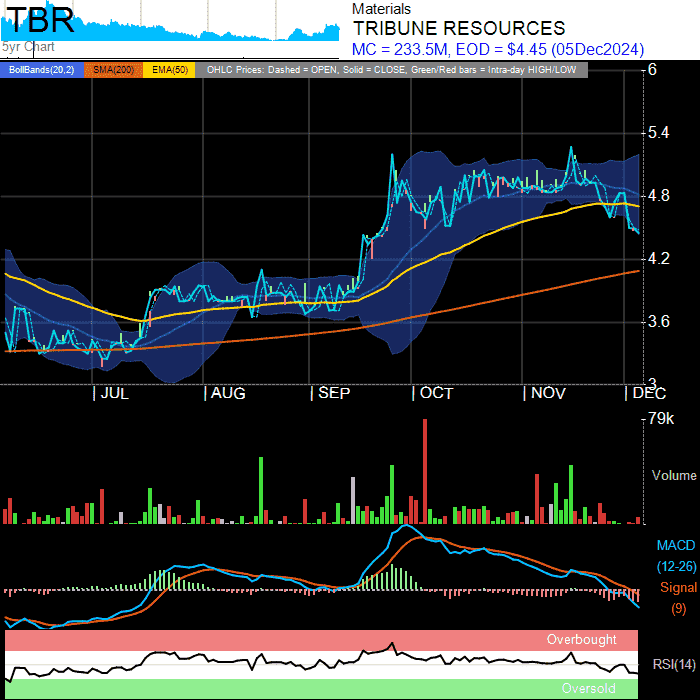 TBR
5yr Chart
Materials
TRIBUNE RESOURCES
MC = 233.5M, EOD = $4.45 (05Dec2024)
BollBands(20,2) SMA(200) EMA(50) OHLC Prices: Dashed = OPEN, Solid = CLOSE, Green/Red bars = Intra-day HIGH/LOW
6
5.4
4.8
4.2
3.6
3
JUL AUG SEP OCT NOV DEC
79k
Volume
MACD
(12-26)
Signal
(9)
Overbought
RSI(14)
Oversold